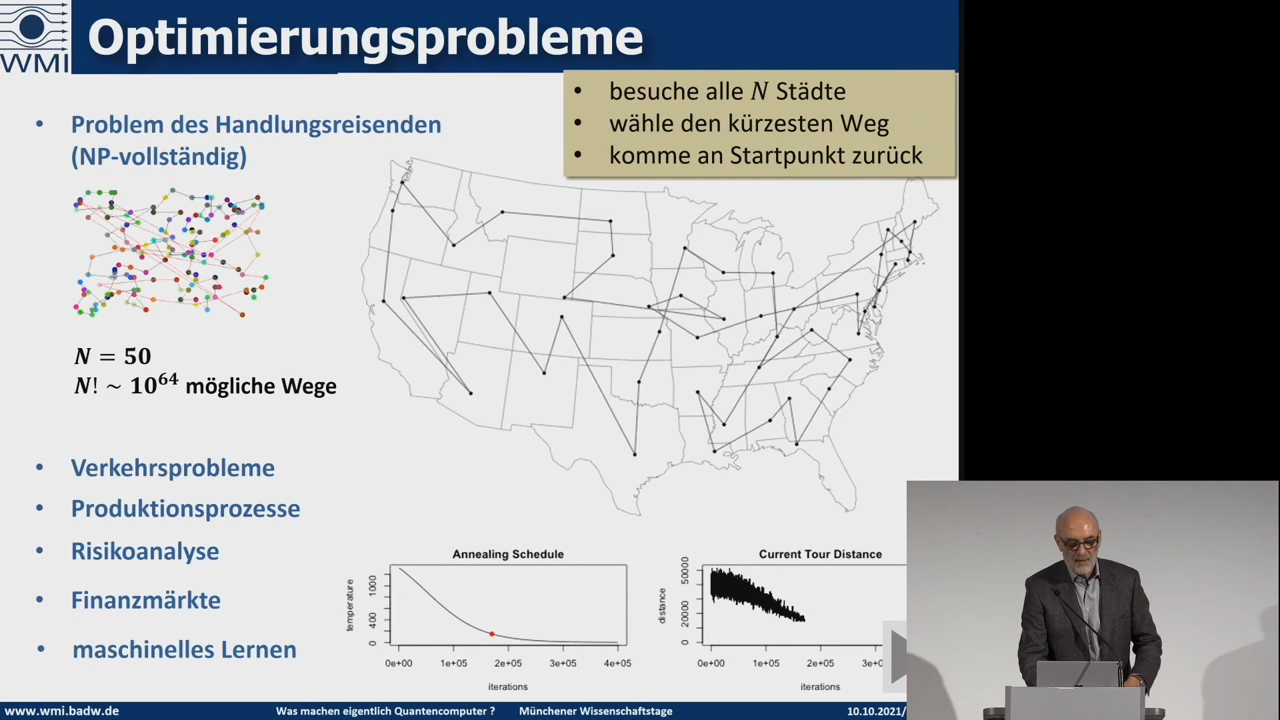 WMI
Optimierungsprobleme
• besuche alle N Städte
• wähle den kürzesten Weg
• komme an Startpunkt zurück
• Problem des Handlungsreisenden
(NP-vollständig)
N = 50
N! ~ 10⁶⁴ mögliche Wege
• Verkehrsprobleme
• Produktionsprozesse
• Risikoanalyse
• Finanzmärkte
• maschinelles Lernen
Annealing Schedule
temperature
1000
400
0
0e+00 1e+05 2e+05 3e+05 4e+05
iterations
Current Tour Distance
distance
50000
20000
0
0e+00 1e+05 2e+05
iterations
www.wmi.badw.de
Was machen eigentlich Quantencomputer ?
Münchener Wissenschaftstage
10.10.2021/